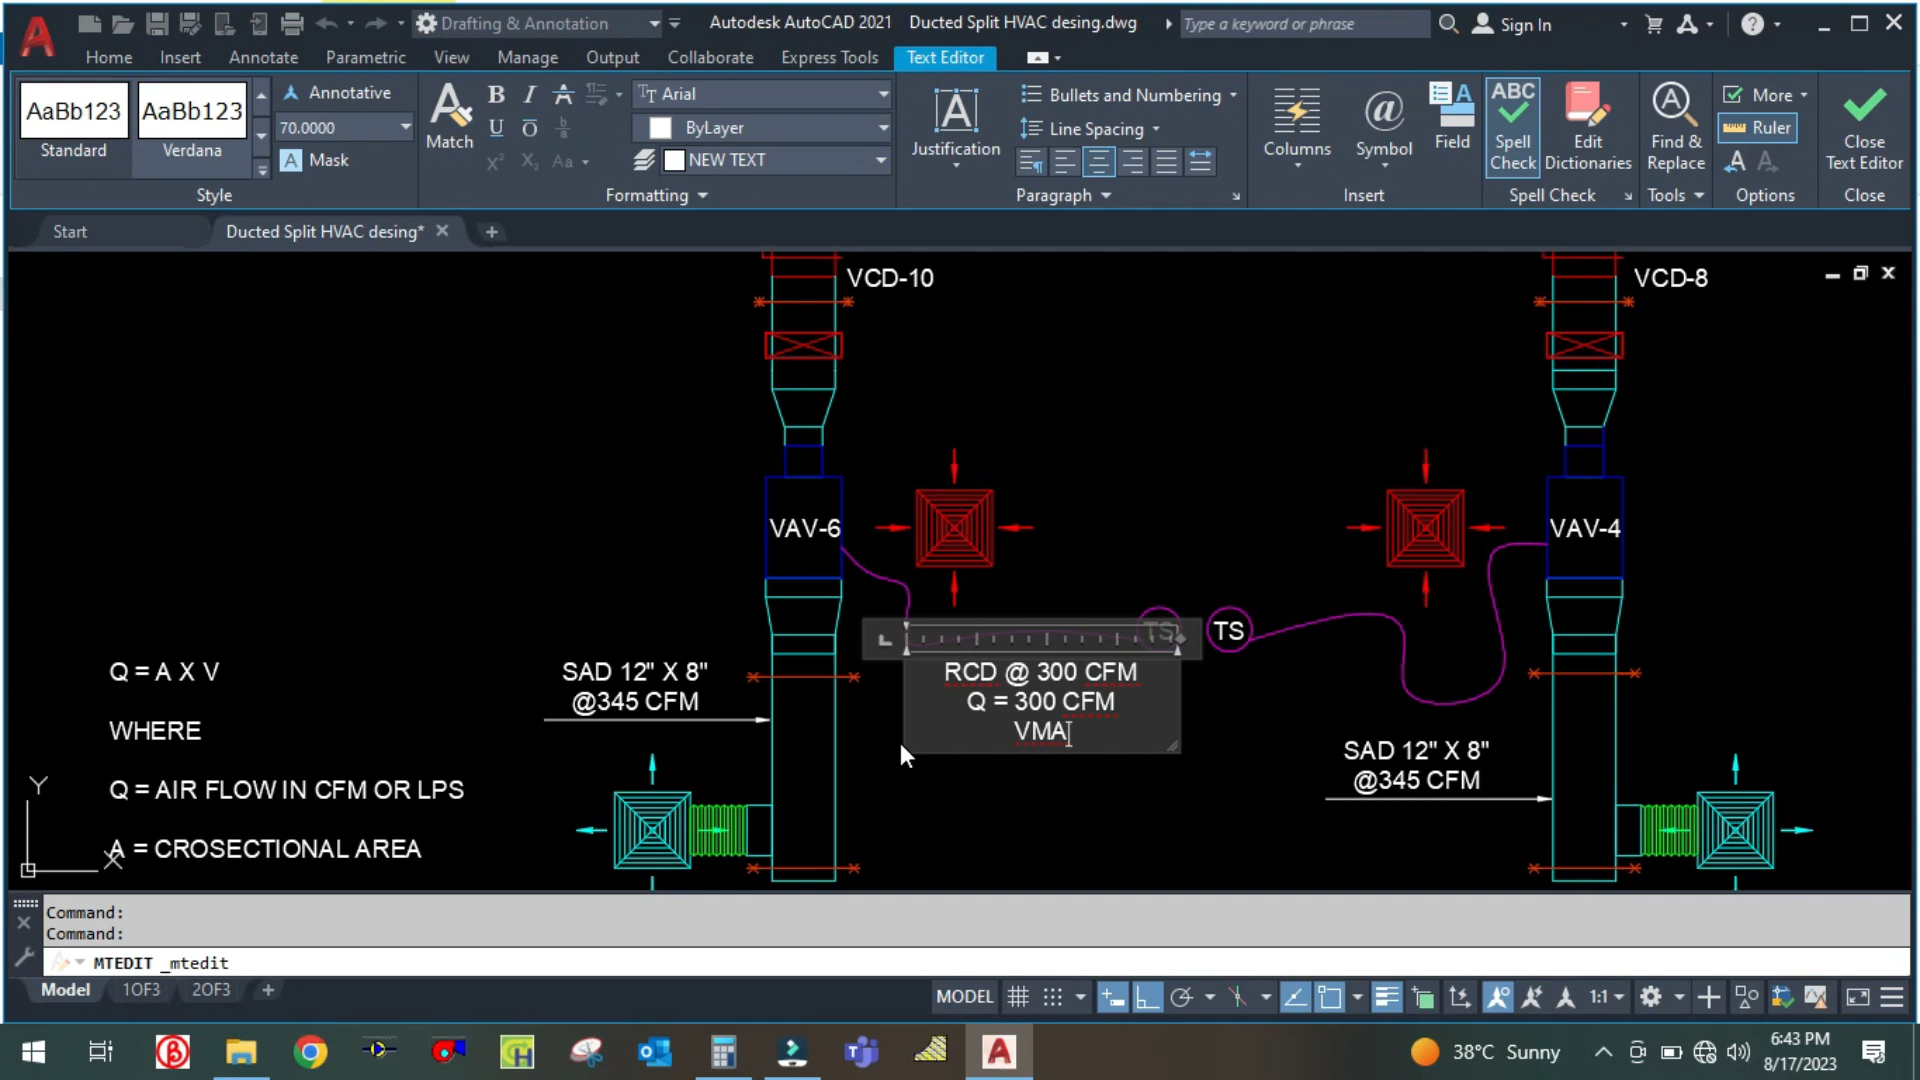 Drafting & Annotation
Autodesk AutoCAD 2021 Ducted Split HVAC desing.dwg
Type a keyword or phrase
Sign In
Home Insert Annotate Parametric View Manage Output Collaborate Express Tools Text Editor
AaBb123
Standard
AaBb123
Verdana
Annotative
70.0000
A Mask
Style
Match
B I A
U O
X² X₂ Aa
Arial
ByLayer
NEW TEXT
Formatting
Justification
Bullets and Numbering
Line Spacing
Paragraph
Columns
@
Symbol
Field
Insert
ABC
Spell
Check
Edit
Dictionaries
Spell Check
Find &
Replace
Tools
More
Ruler
Options
Close
Text Editor
Close
Start
Ducted Split HVAC desing*
VCD-10
VCD-8
VAV-6
VAV-4
TS
TS
Q = A X V
WHERE
Q = AIR FLOW IN CFM OR LPS
A = CROSECTIONAL AREA
SAD 12" X 8"
@345 CFM
RCD @ 300 CFM
Q = 300 CFM
VMA
SAD 12" X 8"
@345 CFM
Y
X
Command:
Command:
MTEDIT _mtedit
Model 1OF3 2OF3
MODEL
1:1
38°C Sunny
6:43 PM
8/17/2023